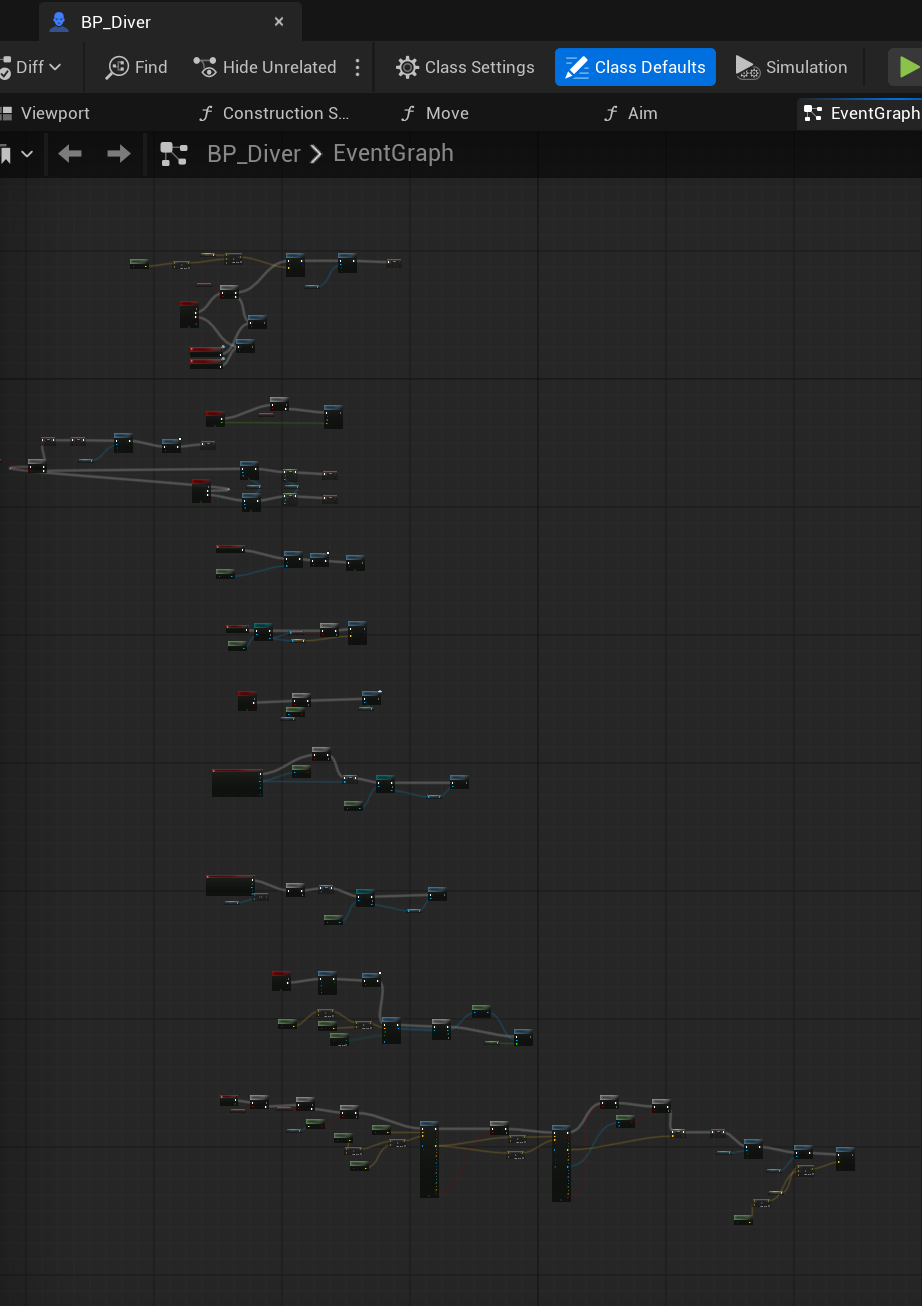 BP_Diver
Diff
Find
Hide Unrelated
Class Settings
Class Defaults
Simulation
Viewport
Construction S...
Move
Aim
EventGraph
BP_Diver > EventGraph